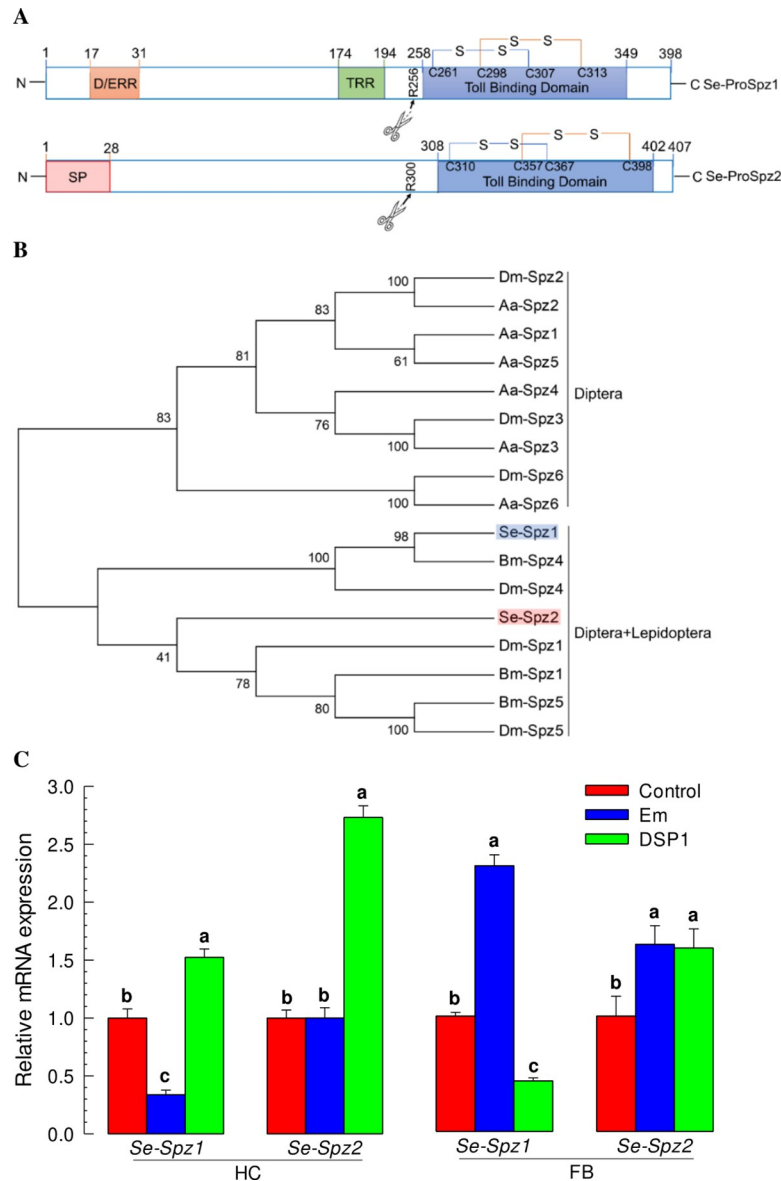 A
1 17 31 174 194 258 349 398
S S
S S
N D/ERR TRR R256 C261 C298 C307 C313 C Se-ProSpz1
Toll Binding Domain
1 28 308 402 407
S S
S S
N SP R300 C310 C357 C367 C398 C Se-ProSpz2
Toll Binding Domain
B
Dm-Spz2
100
Aa-Spz2
83
Aa-Spz1
61
Aa-Spz5
81
Aa-Spz4
Diptera
76
Dm-Spz3
100
Aa-Spz3
83
Dm-Spz6
100
Aa-Spz6
Se-Spz1
98
Bm-Spz4
100
Dm-Spz4
Se-Spz2
Diptera+Lepidoptera
41
Dm-Spz1
78
Bm-Spz1
80
Bm-Spz5
100
Dm-Spz5
C
Relative mRNA expression
3.0
2.5
2.0
1.5
1.0
0.5
0.0
Control
Em
DSP1
b c a
b b a
b a c
b a a
Se-Spz1 Se-Spz2 Se-Spz1 Se-Spz2
HC FB